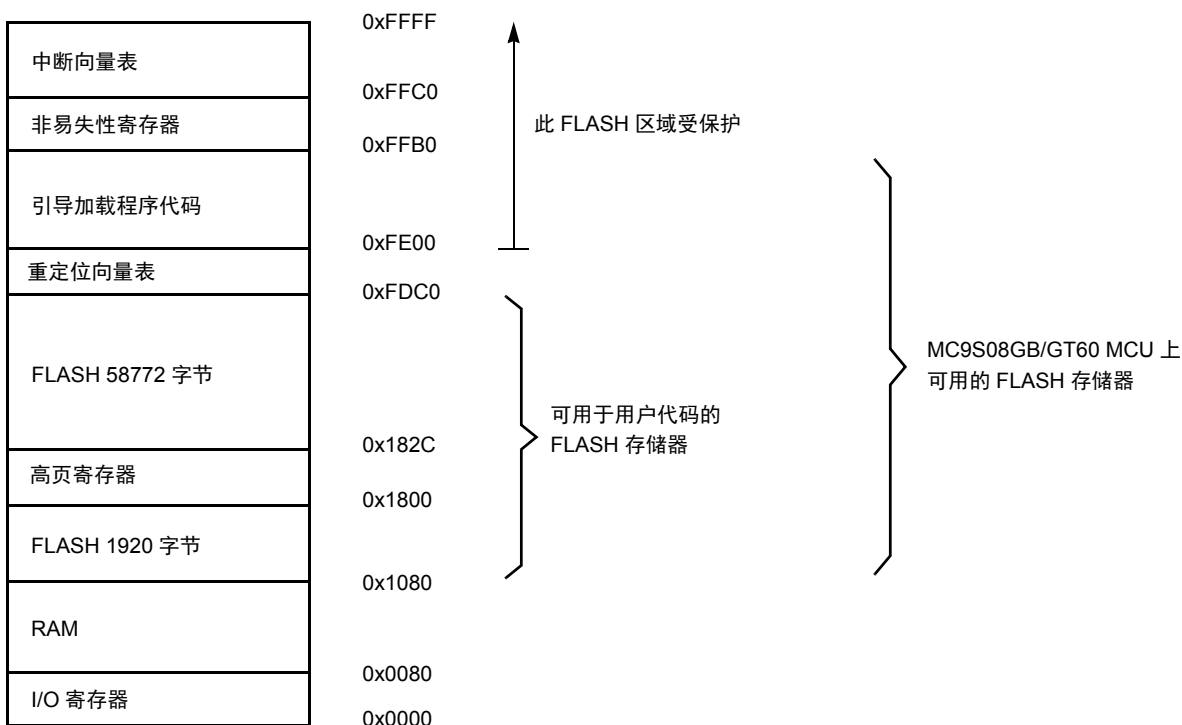 0xFFFF
中断向量表
0xFFC0
非易失性寄存器
此 FLASH 区域受保护
0xFFB0
引导加载程序代码
0xFE00
重定位向量表
0xFDC0
FLASH 58772 字节
MC9S08GB/GT60 MCU 上
可用的 FLASH 存储器
可用于用户代码的
FLASH 存储器
0x182C
高页寄存器
0x1800
FLASH 1920 字节
0x1080
RAM
0x0080
I/O 寄存器
0x0000